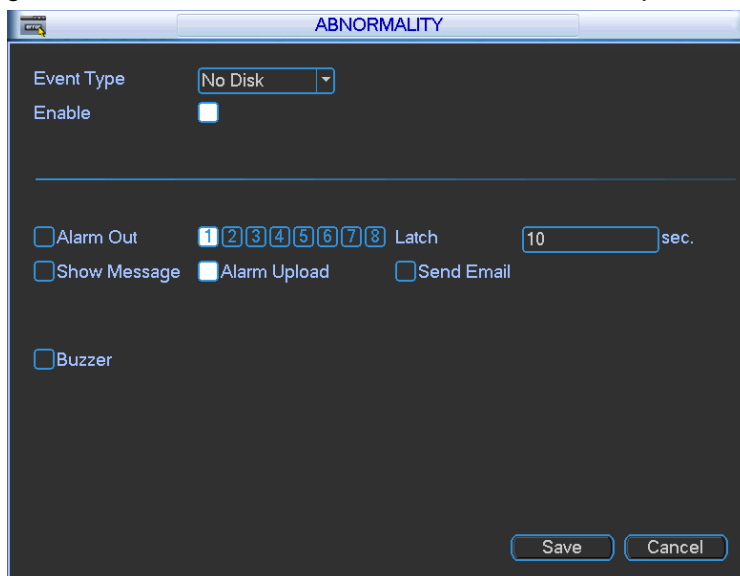 ABNORMALITY
Event Type No Disk
Enable
Alarm Out 1 2 3 4 5 6 7 8 Latch 10 sec.
Show Message Alarm Upload Send Email
Buzzer
Save Cancel